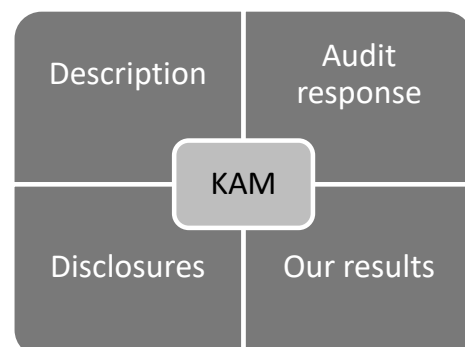 Description
Audit
response
KAM
Disclosures
Our results